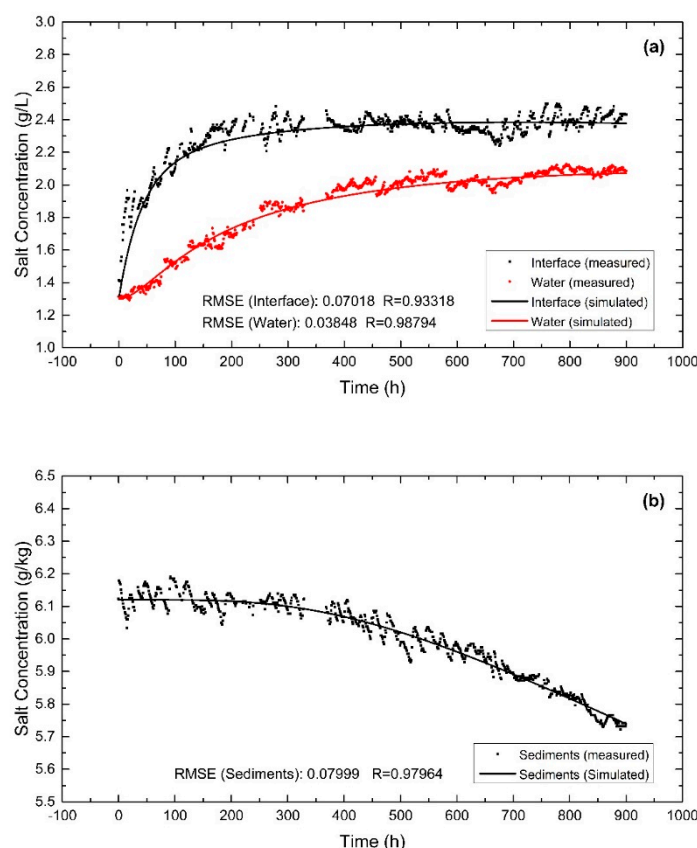 3.0
(a)
2.8
2.6
2.4
2.2
2.0
1.8
1.6
1.4
1.2
1.0
Salt Concentration (g/L)
Interface (measured)
Water (measured)
Interface (simulated)
Water (simulated)
RMSE (Interface): 0.07018 R=0.93318
RMSE (Water): 0.03848 R=0.98794
-100 0 100 200 300 400 500 600 700 800 900 1000
Time (h)
6.5
(b)
6.4
6.3
6.2
6.1
6.0
5.9
5.8
5.7
5.6
5.5
Salt Concentration (g/kg)
Sediments (measured)
Sediments (Simulated)
RMSE (Sediments): 0.07999 R=0.97964
-100 0 100 200 300 400 500 600 700 800 900 1000
Time (h)